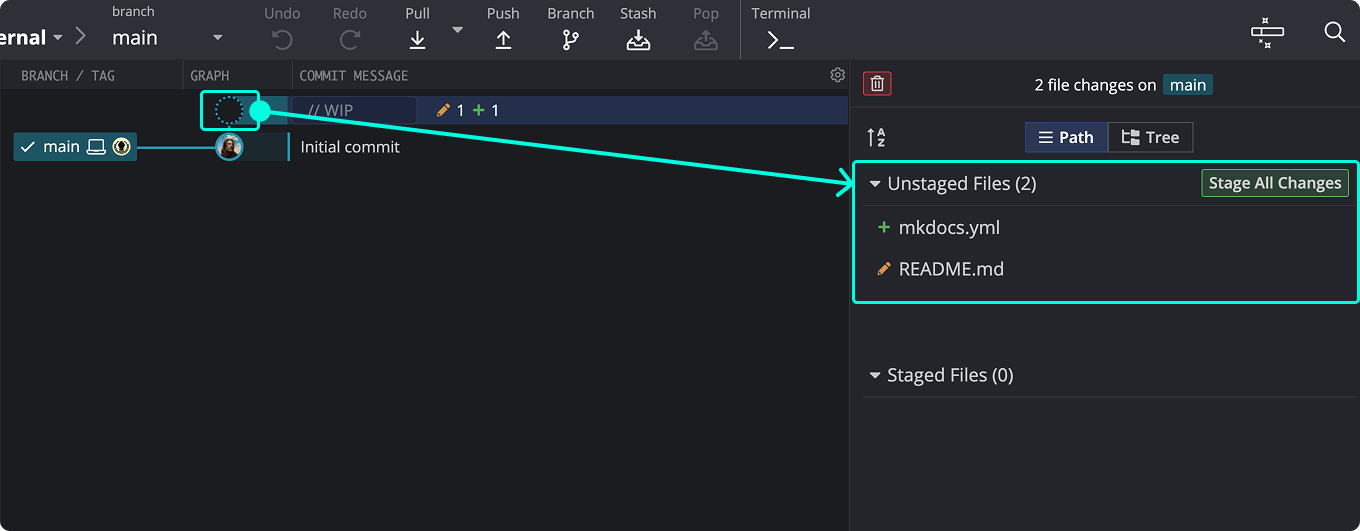 branch
ernal
main
Undo
Redo
Pull
Push
Branch
Stash
Pop
Terminal
BRANCH / TAG
GRAPH
COMMIT MESSAGE
// WIP
1 + 1
main
Initial commit
2 file changes on main
A
Z
Path
Tree
Unstaged Files (2)
Stage All Changes
+ mkdocs.yml
README.md
Staged Files (0)